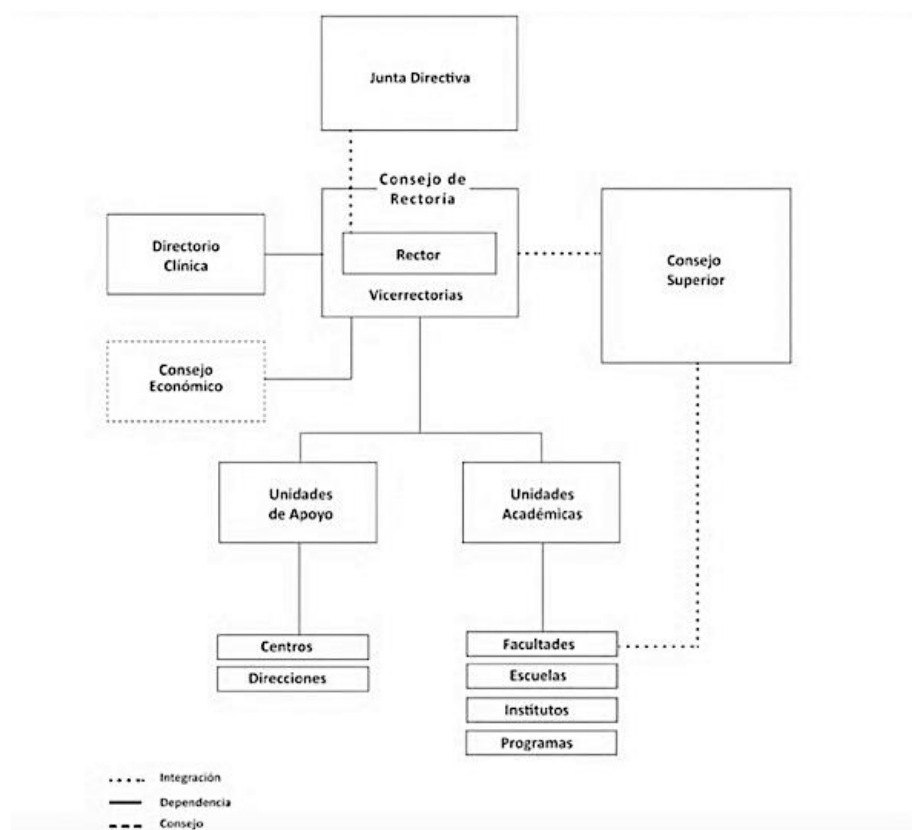 Junta Directiva
Consejo de
Rectoría
Rector
Vicerrectorias
Directorio
Clínica
Consejo
Superior
Consejo
Económico
Unidades
de Apoyo
Unidades
Académicas
Centros
Direcciones
Facultades
Escuelas
Institutos
Programas
Integración
Dependencia
Consejo